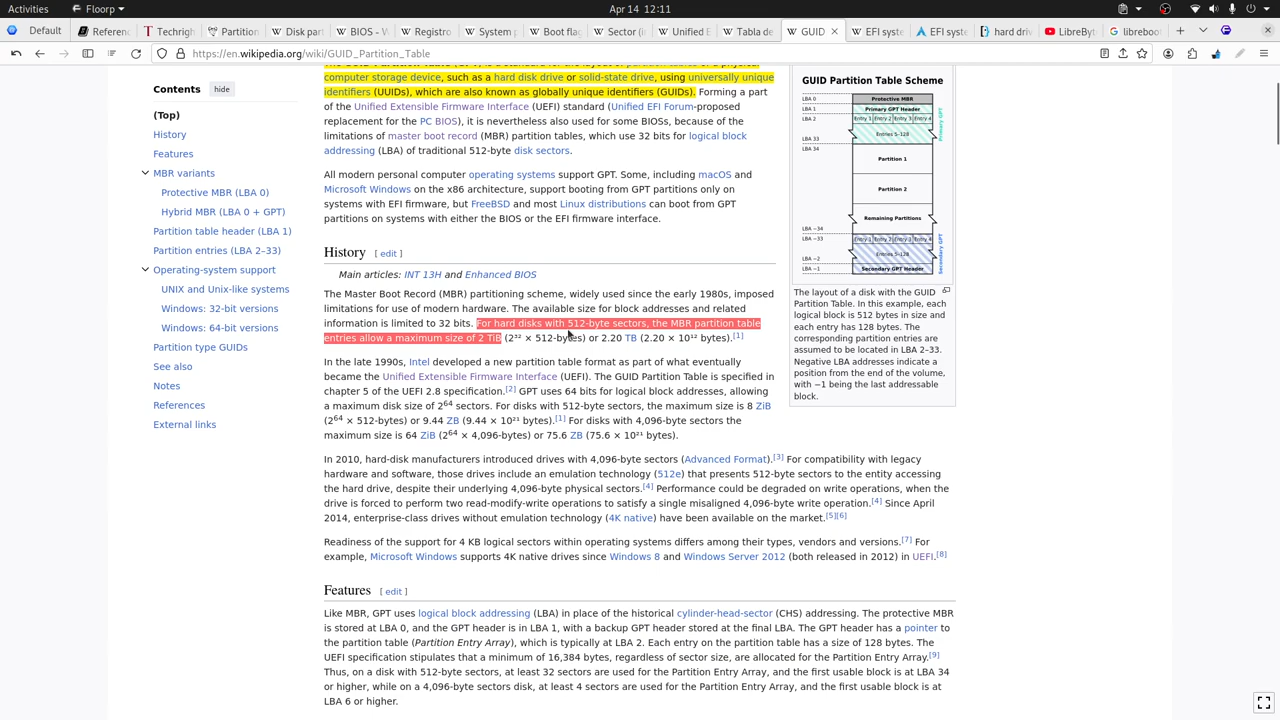 Activities
Floorp
Apr 14 12:11
Default
Referenc
Techrigh
Partition
Disk part
BIOS - W
Registro
System p
Boot flag
Sector (i
Unified E
Tabla de
GUID
EFI syste
EFI syste
hard driv
LibreByt
libreboo
https://en.wikipedia.org/wiki/GUID_Partition_Table
Contents hide
(Top)
History
Features
MBR variants
Protective MBR (LBA 0)
Hybrid MBR (LBA 0 + GPT)
Partition table header (LBA 1)
Partition entries (LBA 2–33)
Operating-system support
UNIX and Unix-like systems
Windows: 32-bit versions
Windows: 64-bit versions
Partition type GUIDs
See also
Notes
References
External links
computer storage device, such as a hard disk drive or solid-state drive, using universally unique
identifiers (UUIDs), which are also known as globally unique identifiers (GUIDs). Forming a part
of the Unified Extensible Firmware Interface (UEFI) standard (Unified EFI Forum-proposed
replacement for the PC BIOS), it is nevertheless also used for some BIOSs, because of the
limitations of master boot record (MBR) partition tables, which use 32 bits for logical block
addressing (LBA) of traditional 512-byte disk sectors.
All modern personal computer operating systems support GPT. Some, including macOS and
Microsoft Windows on the x86 architecture, support booting from GPT partitions only on
systems with EFI firmware, but FreeBSD and most Linux distributions can boot from GPT
partitions on systems with either the BIOS or the EFI firmware interface.
History [ edit ]
Main articles: INT 13H and Enhanced BIOS
The Master Boot Record (MBR) partitioning scheme, widely used since the early 1980s, imposed
limitations for use of modern hardware. The available size for block addresses and related
information is limited to 32 bits. For hard disks with 512-byte sectors, the MBR partition table
entries allow a maximum size of 2 TiB (2³² × 512-bytes) or 2.20 TB (2.20 × 10¹² bytes).[1]
In the late 1990s, Intel developed a new partition table format as part of what eventually
became the Unified Extensible Firmware Interface (UEFI). The GUID Partition Table is specified in
chapter 5 of the UEFI 2.8 specification.[2] GPT uses 64 bits for logical block addresses, allowing
a maximum disk size of 2⁶⁴ sectors. For disks with 512-byte sectors, the maximum size is 8 ZiB
(2⁶⁴ × 512-bytes) or 9.44 ZB (9.44 × 10²¹ bytes).[1] For disks with 4,096-byte sectors the
maximum size is 64 ZiB (2⁶⁴ × 4,096-bytes) or 75.6 ZB (75.6 × 10²¹ bytes).
In 2010, hard-disk manufacturers introduced drives with 4,096-byte sectors (Advanced Format).[3] For compatibility with legacy
hardware and software, those drives include an emulation technology (512e) that presents 512-byte sectors to the entity accessing
the hard drive, despite their underlying 4,096-byte physical sectors.[4] Performance could be degraded on write operations, when the
drive is forced to perform two read-modify-write operations to satisfy a single misaligned 4,096-byte write operation.[4] Since April
2014, enterprise-class drives without emulation technology (4K native) have been available on the market.[5][6]
Readiness of the support for 4 KB logical sectors within operating systems differs among their types, vendors and versions.[7] For
example, Microsoft Windows supports 4K native drives since Windows 8 and Windows Server 2012 (both released in 2012) in UEFI.[8]
Features [ edit ]
Like MBR, GPT uses logical block addressing (LBA) in place of the historical cylinder-head-sector (CHS) addressing. The protective MBR
is stored at LBA 0, and the GPT header is in LBA 1, with a backup GPT header stored at the final LBA. The GPT header has a pointer to
the partition table (Partition Entry Array), which is typically at LBA 2. Each entry on the partition table has a size of 128 bytes. The
UEFI specification stipulates that a minimum of 16,384 bytes, regardless of sector size, are allocated for the Partition Entry Array.[9]
Thus, on a disk with 512-byte sectors, at least 32 sectors are used for the Partition Entry Array, and the first usable block is at LBA 34
or higher, while on a 4,096-byte sectors disk, at least 4 sectors are used for the Partition Entry Array, and the first usable block is at
LBA 6 or higher.
GUID Partition Table Scheme
LBA 0 Protective MBR
LBA 1 Primary GPT Header
LBA 2 Entry 1 Entry 2 Entry 3 Entry 4
Entries 5–128
LBA 33
Primary GPT
LBA 34
Partition 1
Partition 2
Remaining Partitions
LBA −34
LBA −33 Entry 1 Entry 2 Entry 3 Entry 4
Entries 5–128
LBA −2
LBA −1 Secondary GPT Header
Secondary GPT
The layout of a disk with the GUID
Partition Table. In this example, each
logical block is 512 bytes in size and
each entry has 128 bytes. The
corresponding partition entries are
assumed to be located in LBA 2–33.
Negative LBA addresses indicate a
position from the end of the volume,
with −1 being the last addressable
block.